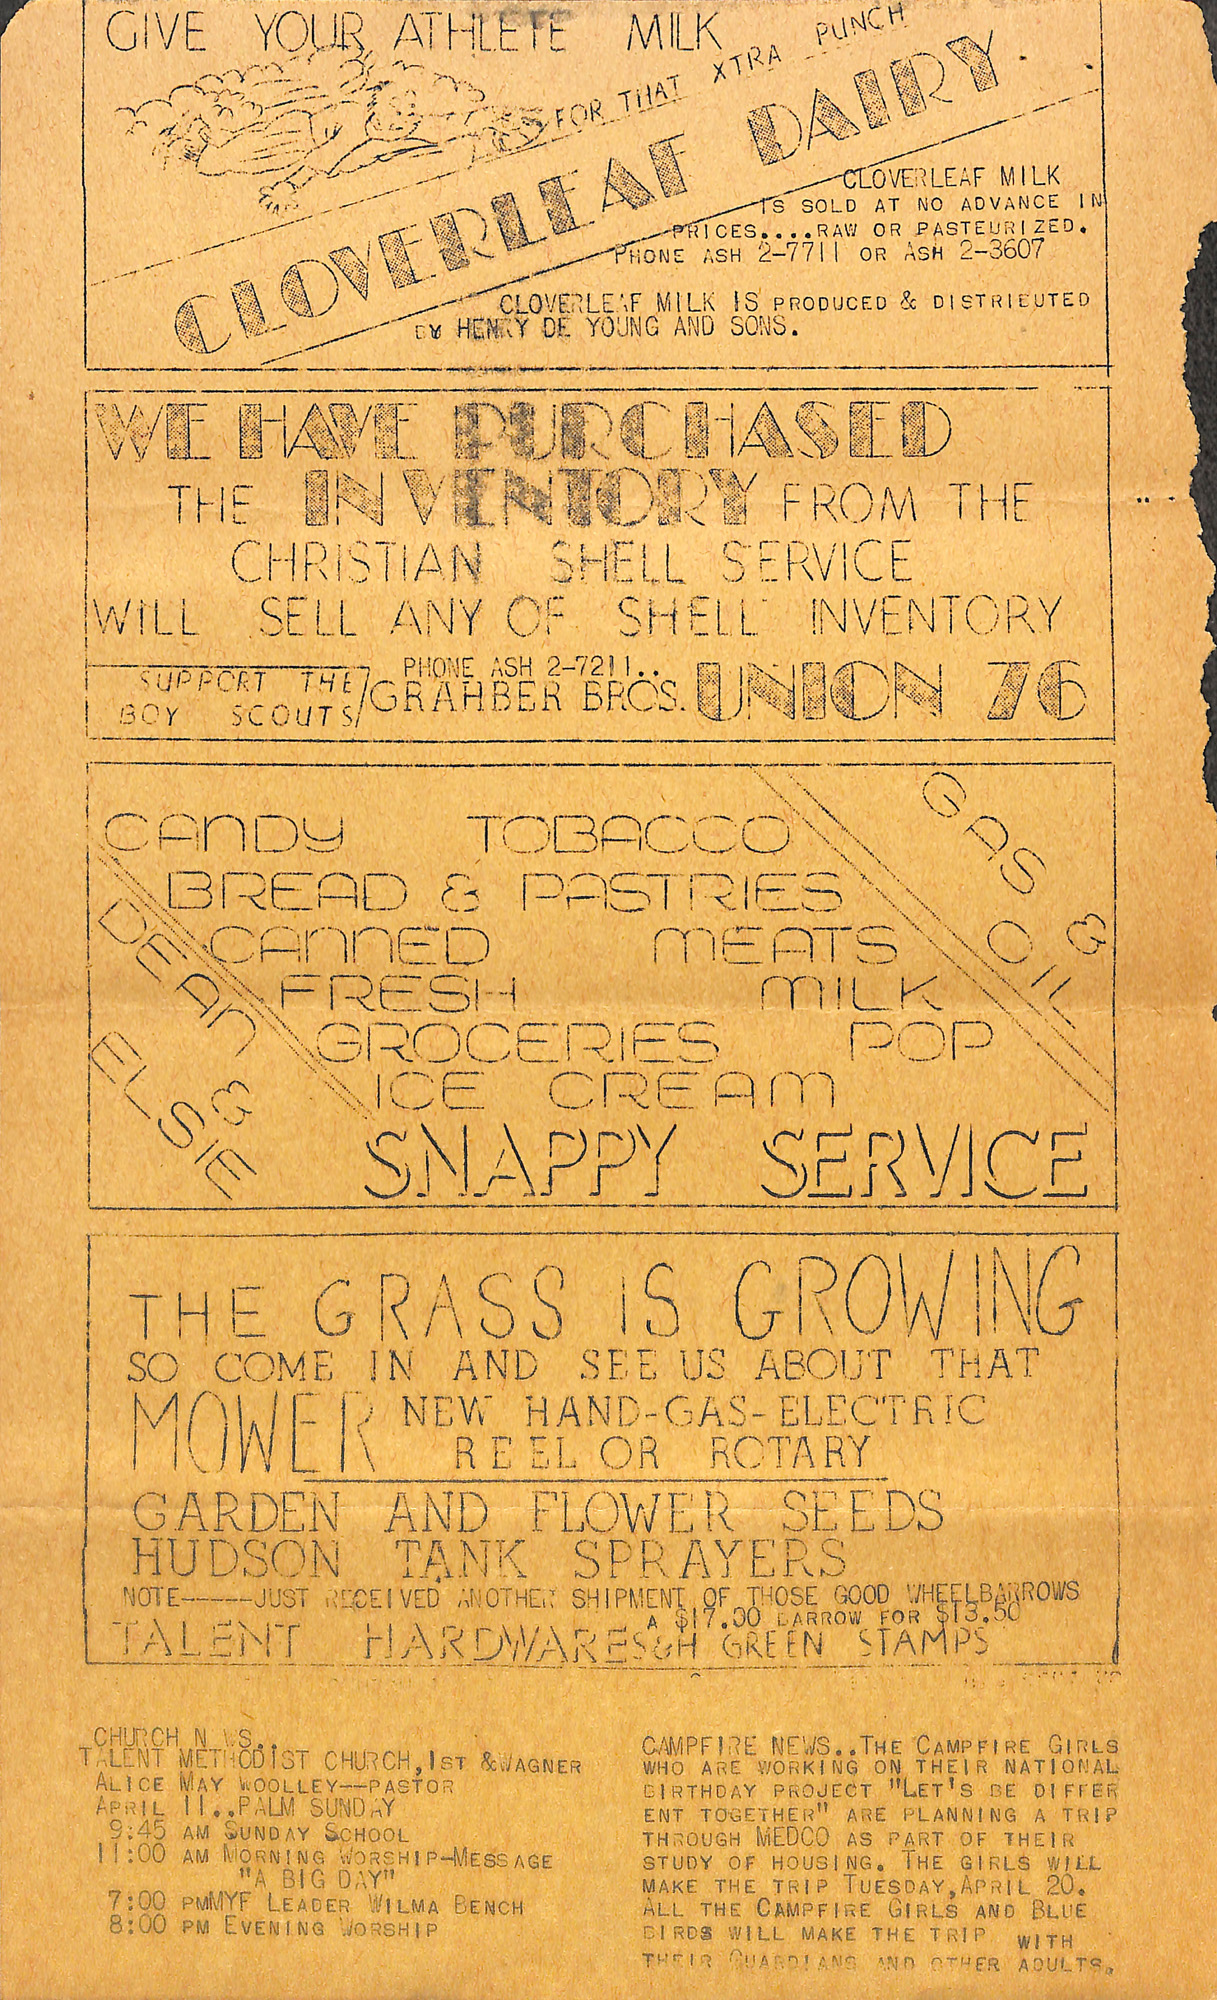 GIVE YOUR ATHLETE MILK
FOR THAT XTRA PUNCH
CLOVERLEAF DAIRY
CLOVERLEAF MILK
IS SOLD AT NO ADVANCE IN
PRICES....RAW OR PASTEURIZED.
PHONE ASH 2-7711 OR ASH 2-3607
CLOVERLEAF MILK IS PRODUCED & DISTRIBUTED
BY HENRY DE YOUNG AND SONS.
WE HAVE PURCHASED
THE INVENTORY FROM THE
CHRISTIAN SHELL SERVICE
WILL SELL ANY OF SHELL INVENTORY
SUPPORT THE
BOY SCOUTS
PHONE ASH 2-7211..
GRAHBER BROS. UNION 76
CANDY TOBACCO
BREAD & PASTRIES
CANNED MEATS
FRESH MILK
GROCERIES POP
ICE CREAM
GAS &
OIL
DEAN &
ELSIE
SNAPPY SERVICE
THE GRASS IS GROWING
SO COME IN AND SEE US ABOUT THAT
MOWER NEW HAND-GAS-ELECTRIC
REEL OR ROTARY
GARDEN AND FLOWER SEEDS
HUDSON TANK SPRAYERS
NOTE-----JUST RECEIVED ANOTHER SHIPMENT OF THOSE GOOD WHEELBARROWS
A $17.00 BARROW FOR $13.50
TALENT HARDWARE S&H GREEN STAMPS
CHURCH N WS..
TALENT METHODIST CHURCH,1ST &WAGNER
ALICE MAY WOOLLEY--PASTOR
APRIL 11..PALM SUNDAY
9:45 AM SUNDAY SCHOOL
11:00 AM MORNING WORSHIP-MESSAGE
"A BIG DAY"
7:00 PMMYF LEADER WILMA BENCH
8:00 PM EVENING WORSHIP
CAMPFIRE NEWS..THE CAMPFIRE GIRLS
WHO ARE WORKING ON THEIR NATIONAL
BIRTHDAY PROJECT "LET'S BE DIFFER
ENT TOGETHER" ARE PLANNING A TRIP
THROUGH MEDCO AS PART OF THEIR
STUDY OF HOUSING. THE GIRLS WILL
MAKE THE TRIP TUESDAY,APRIL 20.
ALL THE CAMPFIRE GIRLS AND BLUE
BIRDS WILL MAKE THE TRIP WITH
THEIR GUARDIANS AND OTHER ADULTS.